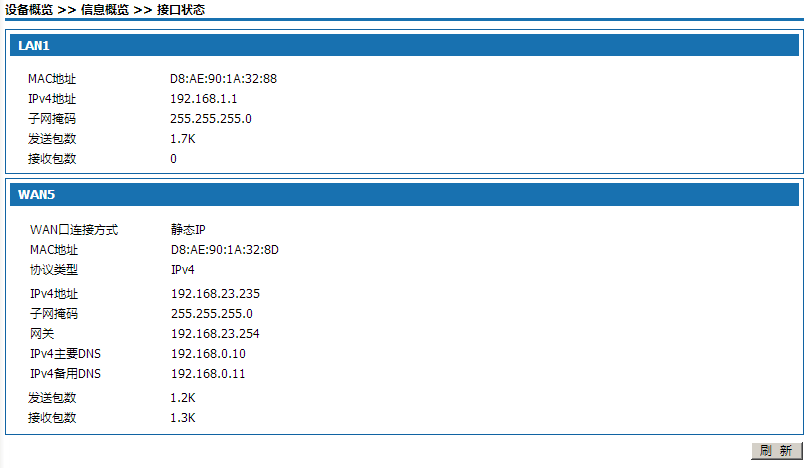 设备概览 >> 信息概览 >> 接口状态
LAN1
MAC地址 D8:AE:90:1A:32:88
IPv4地址 192.168.1.1
子网掩码 255.255.255.0
发送包数 1.7K
接收包数 0
WAN5
WAN口连接方式 静态IP
MAC地址 D8:AE:90:1A:32:8D
协议类型 IPv4
IPv4地址 192.168.23.235
子网掩码 255.255.255.0
网关 192.168.23.254
IPv4主要DNS 192.168.0.10
IPv4备用DNS 192.168.0.11
发送包数 1.2K
接收包数 1.3K
刷 新